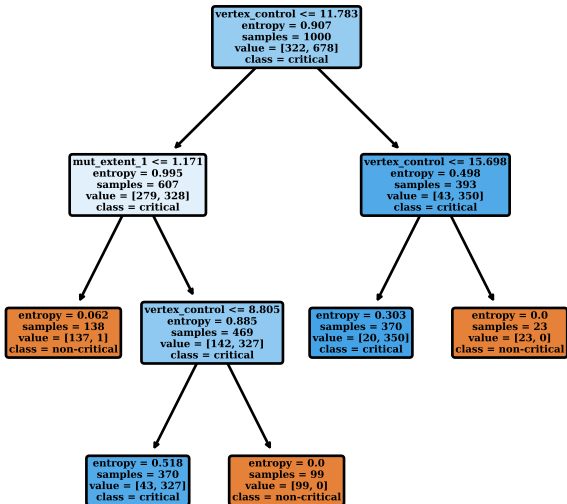 vertex_control <= 11.783
entropy = 0.907
samples = 1000
value = [322, 678]
class = critical
mut_extent_1 <= 1.171
entropy = 0.995
samples = 607
value = [279, 328]
class = critical
vertex_control <= 15.698
entropy = 0.498
samples = 393
value = [43, 350]
class = critical
entropy = 0.062
samples = 138
value = [137, 1]
class = non-critical
vertex_control <= 8.805
entropy = 0.885
samples = 469
value = [142, 327]
class = critical
entropy = 0.303
samples = 370
value = [20, 350]
class = critical
entropy = 0.0
samples = 23
value = [23, 0]
class = non-critical
entropy = 0.518
samples = 370
value = [43, 327]
class = critical
entropy = 0.0
samples = 99
value = [99, 0]
class = non-critical